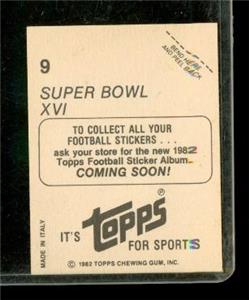 9
BEND HERE
AND PEEL BACK
SUPER BOWL
XVI
TO COLLECT ALL YOUR
FOOTBALL STICKERS . . .
ask your store for the new 1982
Topps Football Sticker Album.
COMING SOON!
IT'S topps ®
FOR SPORTS
MADE IN ITALY
© 1982 TOPPS CHEWING GUM, INC.